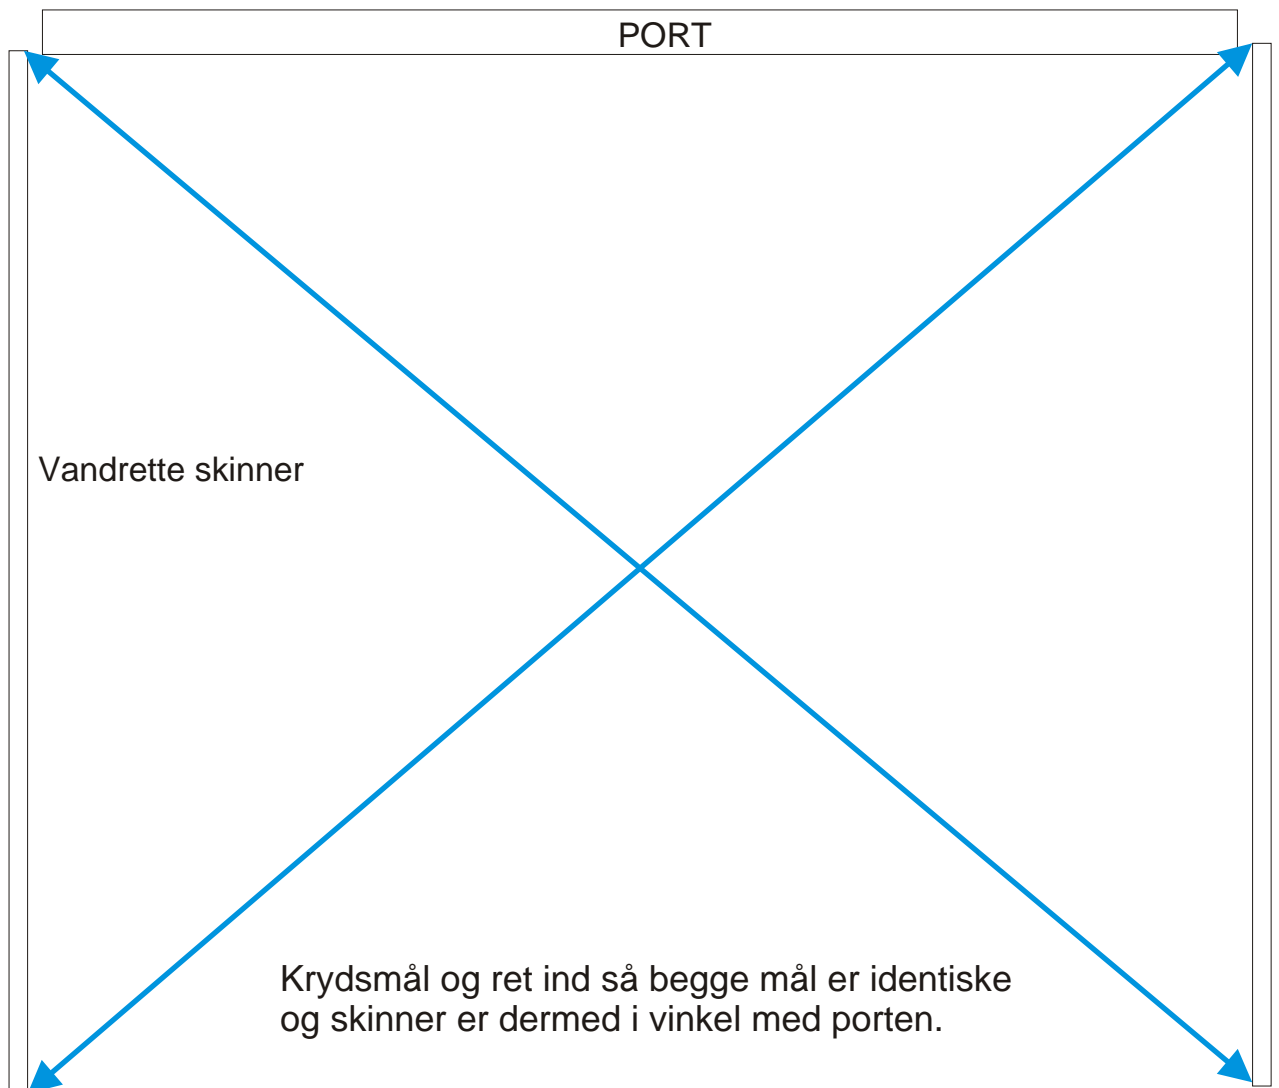 PORT
Vandrette skinner
Krydsmål og ret ind så begge mål er identiske
og skinner er dermed i vinkel med porten.